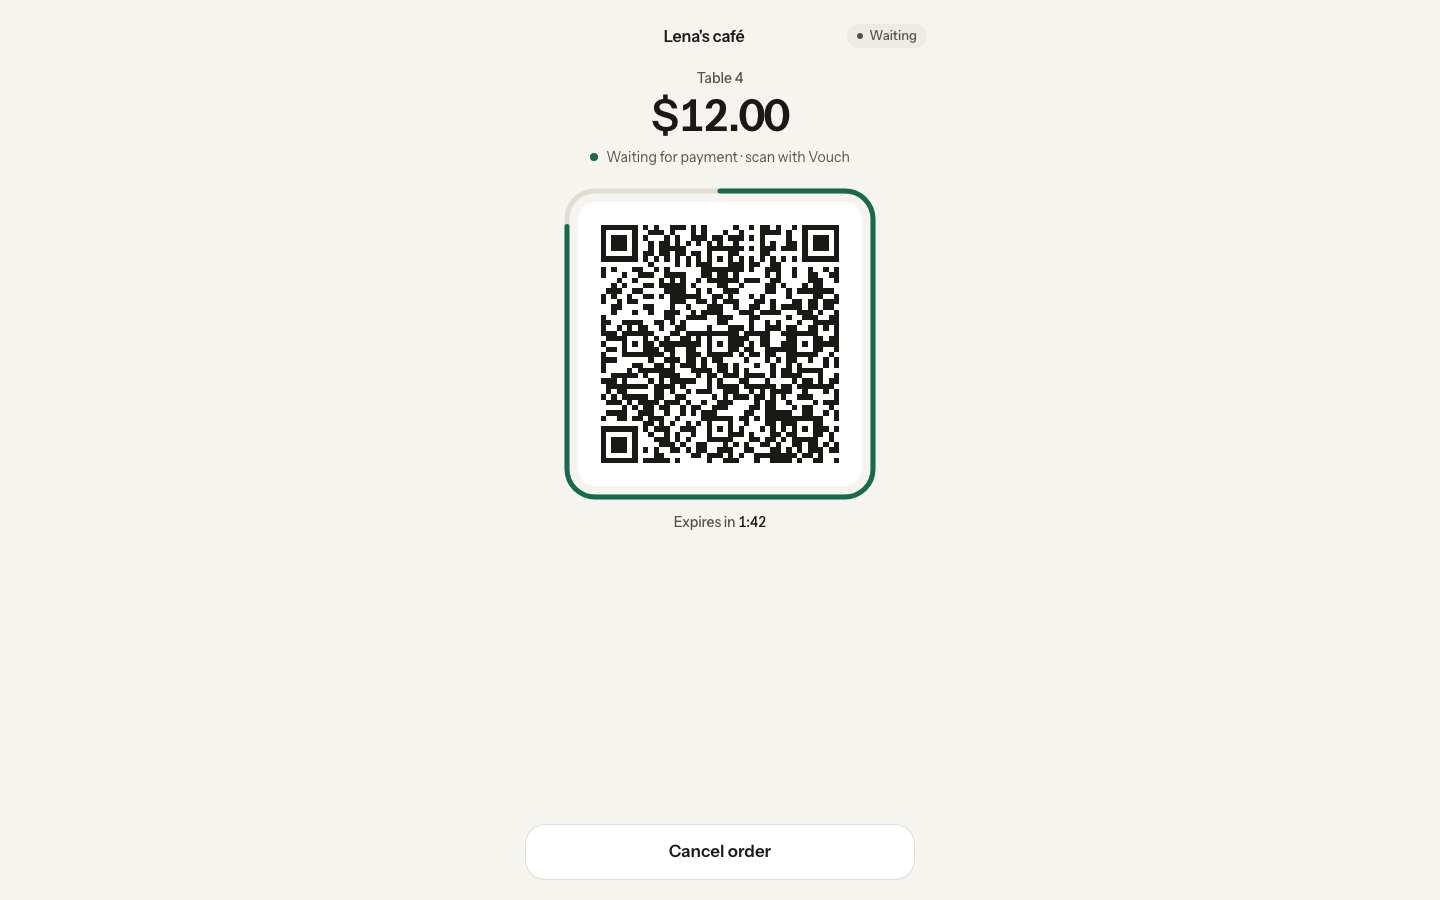 Lena's café
Waiting
Table 4
$12.00
Waiting for payment · scan with Vouch
Expires in 1:42
Cancel order